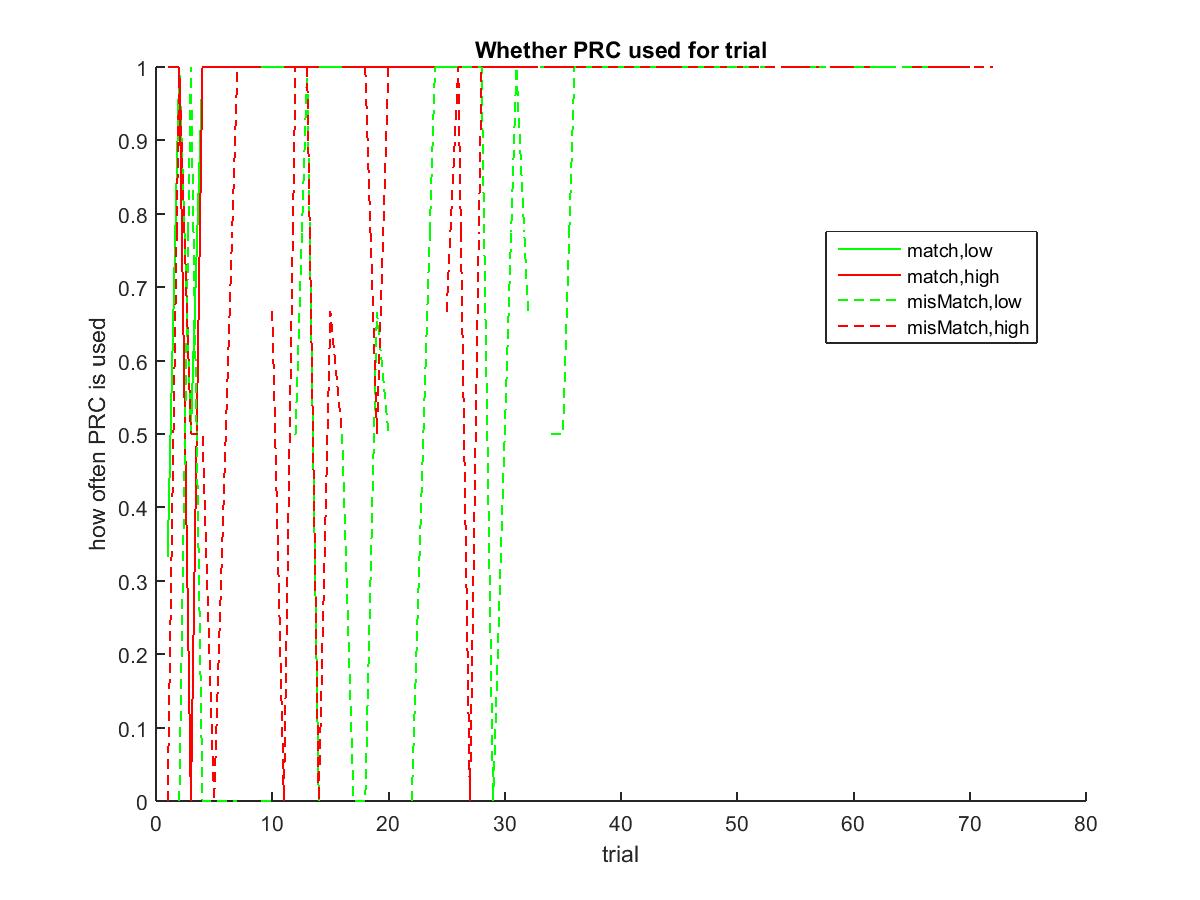 Whether PRC used for trial
how often PRC is used
1
0.9
0.8
0.7
0.6
0.5
0.4
0.3
0.2
0.1
0
match,low
match,high
misMatch,low
misMatch,high
0 10 20 30 40 50 60 70 80
trial